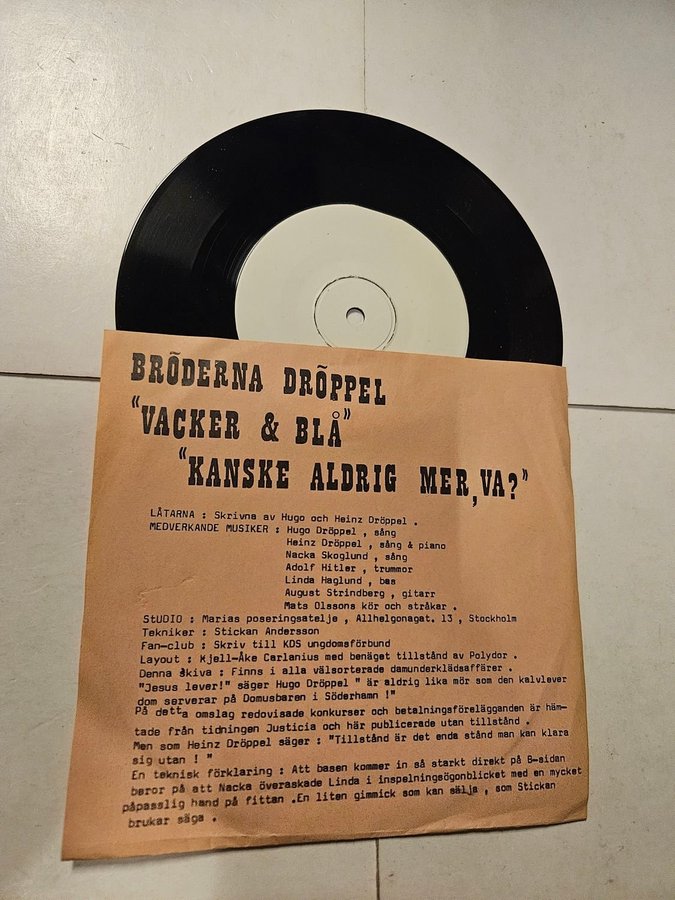 BRÖDERNA DRÖPPEL
"VACKER & BLÅ"
"KANSKE ALDRIG MER, VA?"
LÅTARNA : Skrivna av Hugo och Heinz Dröppel .
MEDVERKANDE MUSIKER : Hugo Dröppel , sång
Heinz Dröppel , sång & piano
Nacka Skoglund , sång
Adolf Hitler , trummor
Linda Haglund , bas
August Strindberg , gitarr
Mats Olssons kör och stråkar .
StUDIO : Marias poseringsatelje , Allhelgonagat. 13 , Stockholm
Tekniker : Stickan Andersson
Fan-club : Skriv till KDS ungdomsförbund
Layout : Kjell-Åke Carlanius med benäget tillstånd av Polydor .
Denna skiva : Finns i alla välsorterade damunderklädsaffärer .
"Jesus lever!" säger Hugo Dröppel " är aldrig lika mör som den kalvlever
dom serverar på Domusbaren i Söderhamn !"
På detta omslag redovisade konkurser och betalningsförelägganden är häm-
tade från tidningen Justicia och här publicerade utan tillstånd .
Men som Heinz Dröppel säger : "Tillstånd är det enda stånd man kan klara
sig utan ! "
En teknisk förklaring : Att basen kommer in så starkt direkt på B-sidan
beror på att Nacka överaskade Linda i inspelningsögonblicket med en mycket
påpasslig hand på fittan .En liten gimmick som kan sälja , som Stickan
brukar säga .